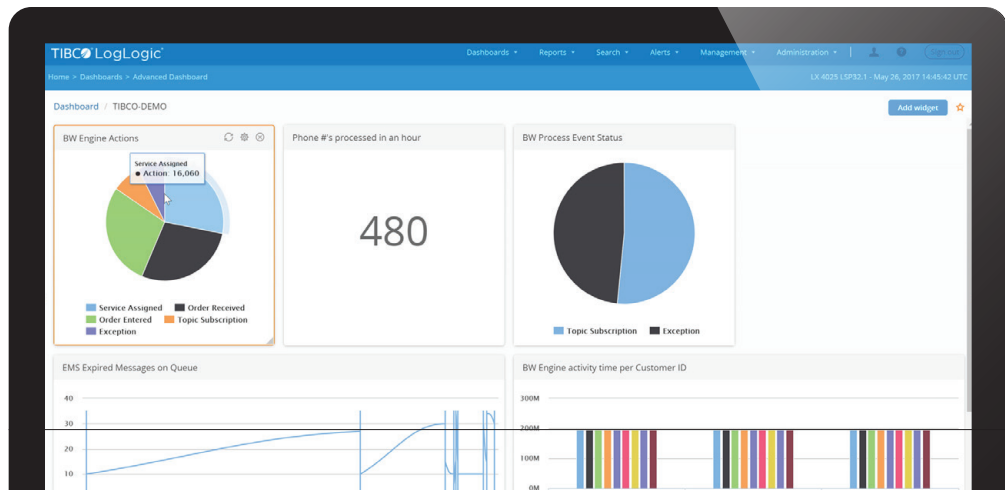 TIBCO LogLogic®
Dashboards Reports Search Alerts Management Administration Sign out
Home > Dashboards > Advanced Dashboard LX 4025 LSP32.1 - May 26, 2017 14:45:42 UTC
Dashboard / TIBCO-DEMO Add widget
BW Engine Actions
Service Assigned
Action: 16,060
Service Assigned Order Received
Order Entered Topic Subscription
Exception
Phone #'s processed in an hour
480
BW Process Event Status
Topic Subscription Exception
EMS Expired Messages on Queue
40
30
20
10
BW Engine activity time per Customer ID
300M
200M
100M
0M